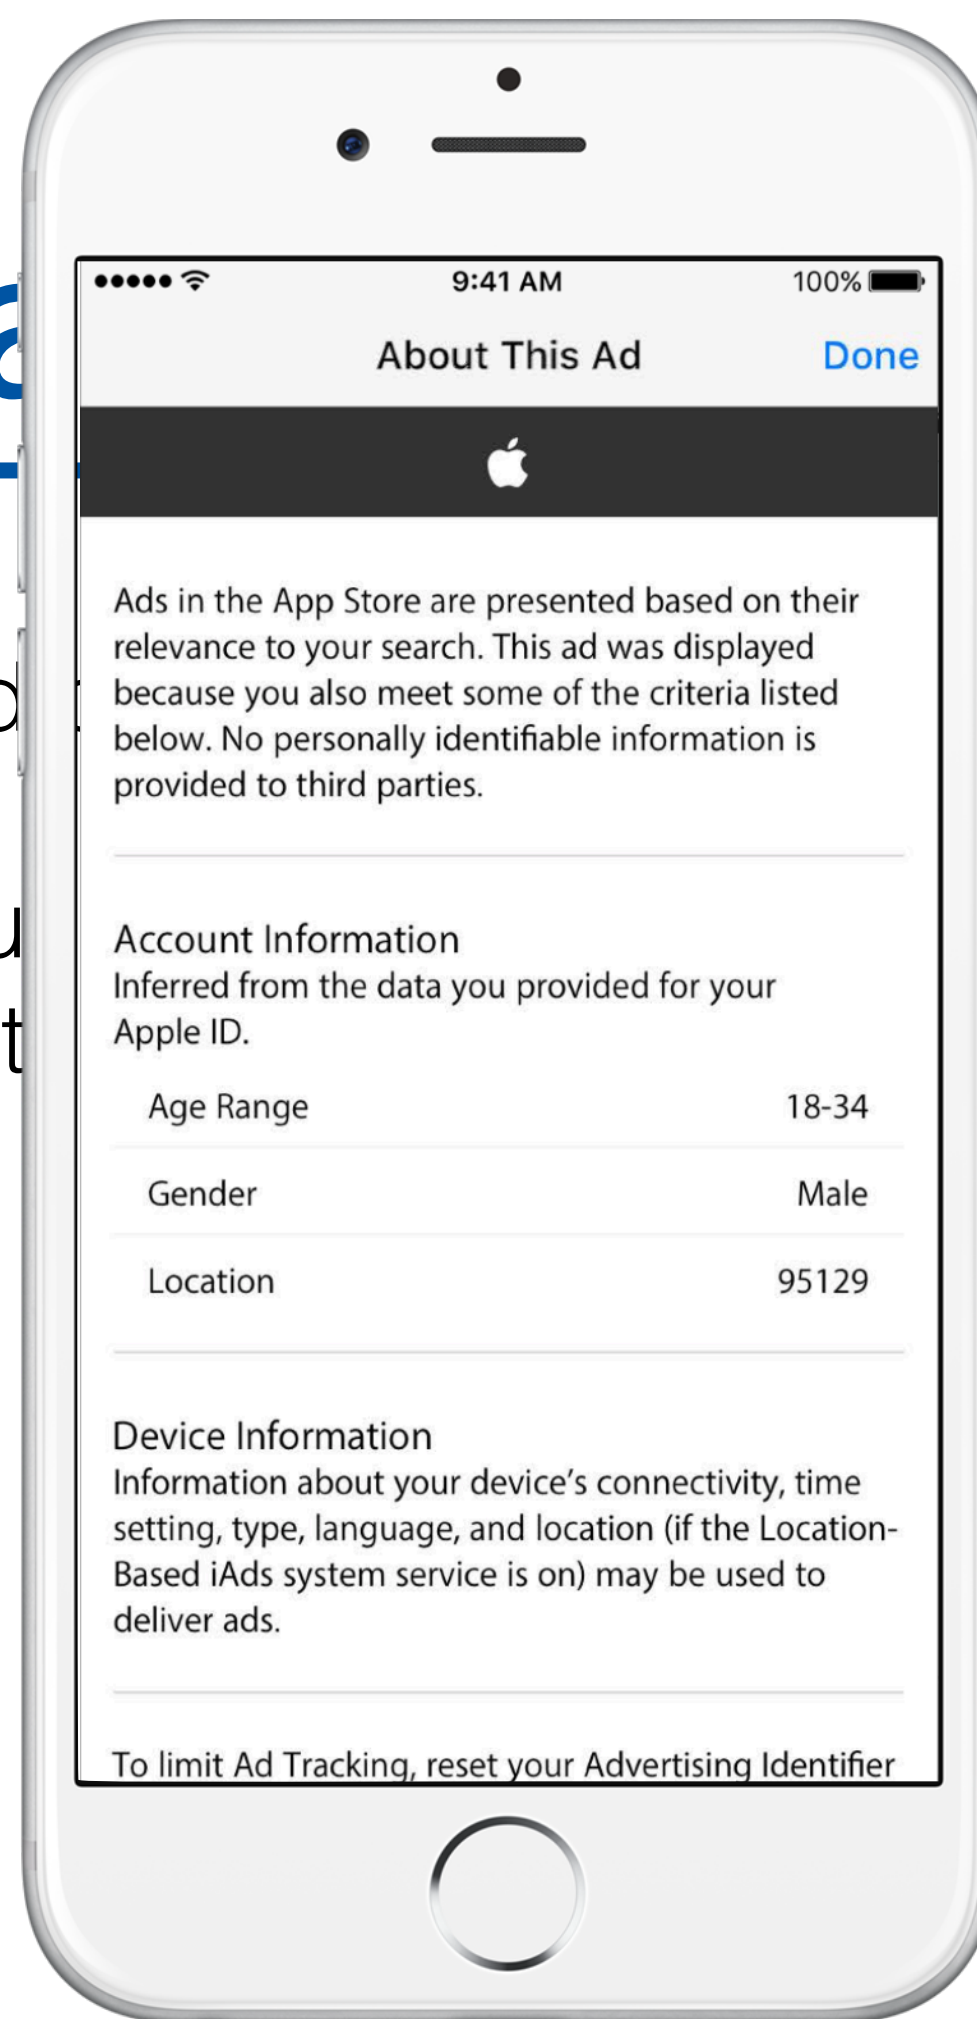 9:41 AM
100%
About This Ad
Done
Ads in the App Store are presented based on their
relevance to your search. This ad was displayed
because you also meet some of the criteria listed
below. No personally identifiable information is
provided to third parties.
Account Information
Inferred from the data you provided for your
Apple ID.
Age Range 18-34
Gender Male
Location 95129
Device Information
Information about your device’s connectivity, time
setting, type, language, and location (if the Location-
Based iAds system service is on) may be used to
deliver ads.
To limit Ad Tracking, reset your Advertising Identifier